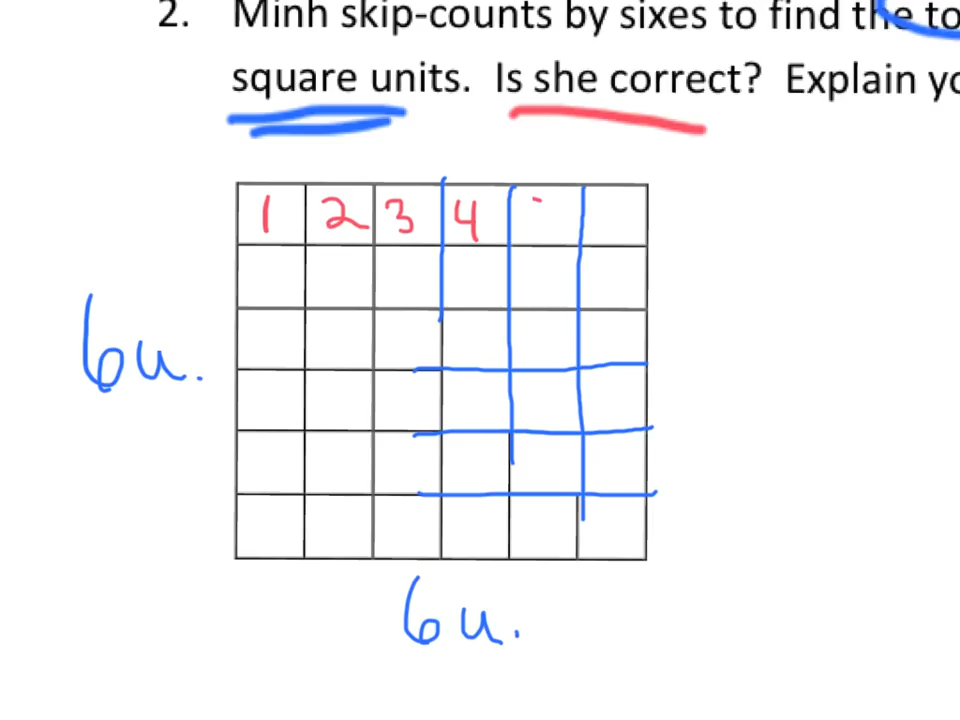 2. Minh skip-counts by sixes to find the to
square units. Is she correct? Explain yo
1 2 3 4
6u.
6u.